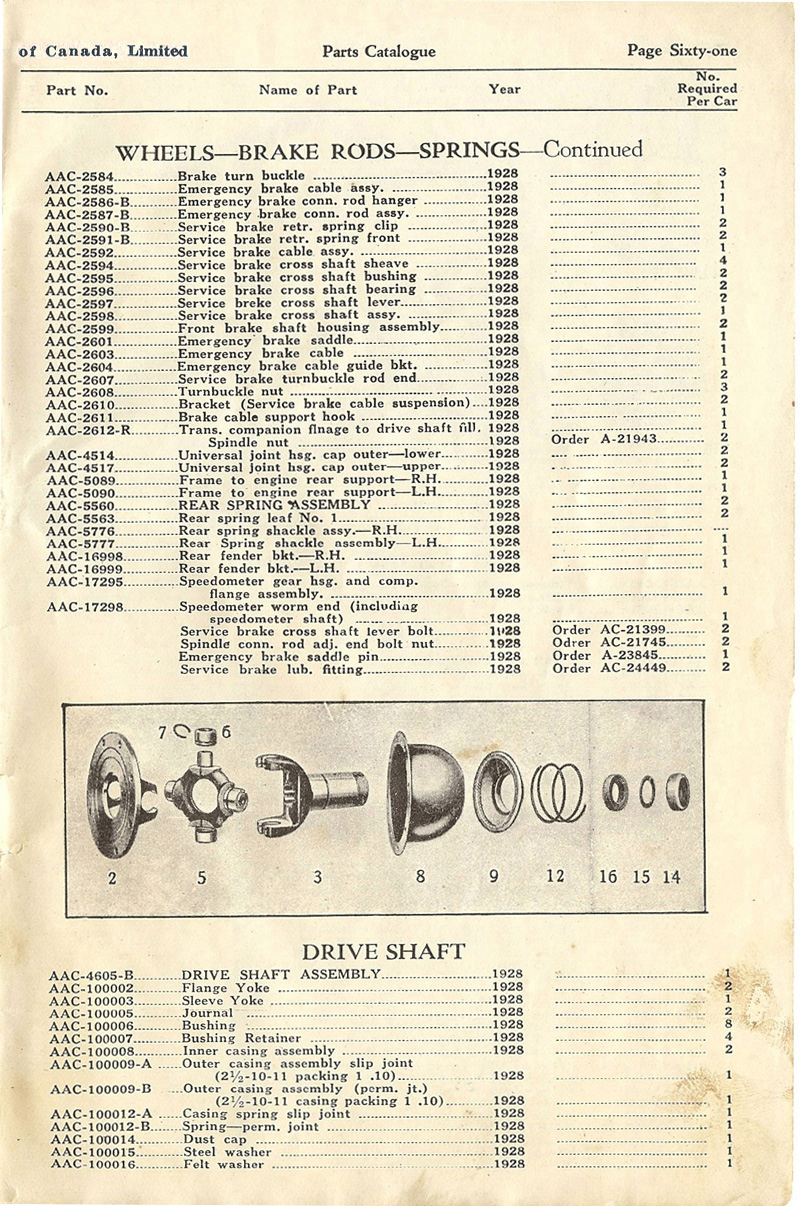 of Canada, Limited Parts Catalogue Page Sixty-one
Part No. Name of Part Year No. Required Per Car
WHEELS—BRAKE RODS—SPRINGS—Continued
AAC-2584 Brake turn buckle 1928 3
AAC-2585 Emergency brake cable assy. 1928 1
AAC-2586-B Emergency brake conn. rod hanger 1928 1
AAC-2587-B Emergency brake conn. rod assy. 1928 1
AAC-2590-B Service brake retr. spring clip 1928 2
AAC-2591-B Service brake retr. spring front 1928 2
AAC-2592 Service brake cable assy. 1928 1
AAC-2594 Service brake cross shaft sheave 1928 4
AAC-2595 Service brake cross shaft bushing 1928 2
AAC-2596 Service brake cross shaft bearing 1928 2
AAC-2597 Service breke cross shaft lever 1928 2
AAC-2598 Service brake cross shaft assy. 1928 1
AAC-2599 Front brake shaft housing assembly 1928 2
AAC-2601 Emergency brake saddle 1928 1
AAC-2603 Emergency brake cable 1928 1
AAC-2604 Emergency brake cable guide bkt. 1928 1
AAC-2607 Service brake turnbuckle rod end 1928 2
AAC-2608 Turnbuckle nut 1928 3
AAC-2610 Bracket (Service brake cable suspension) 1928 2
AAC-2611 Brake cable support hook 1928 1
AAC-2612-R Trans. companion flnage to drive shaft fill. 1928 1
Spindle nut 1928 Order A-21943 2
AAC-4514 Universal joint hsg. cap outer—lower 1928 2
AAC-4517 Universal joint hsg. cap outer—upper 1928 2
AAC-5089 Frame to engine rear support—R.H. 1928 1
AAC-5090 Frame to engine rear support—L.H. 1928 1
AAC-5560 REAR SPRING ASSEMBLY 1928 2
AAC-5563 Rear spring leaf No. 1 1928 2
AAC-5776 Rear spring shackle assy.—R.H. 1928
AAC-5777 Rear Spring shackle assembly—L.H. 1928 1
AAC-16998 Rear fender bkt.—R.H. 1928 1
AAC-16999 Rear fender bkt.—L.H. 1928 1
AAC-17295 Speedometer gear hsg. and comp.
flange assembly. 1928 1
AAC-17298 Speedometer worm end (including
speedometer shaft) 1928 1
Service brake cross shaft lever bolt 1928 Order AC-21399 2
Spindle conn. rod adj. end bolt nut 1928 Odrer AC-21745 2
Emergency brake saddle pin 1928 Order A-23845 1
Service brake lub. fitting 1928 Order AC-24449 2
7 6
2 5 3 8 9 12 16 15 14
DRIVE SHAFT
AAC-4605-B DRIVE SHAFT ASSEMBLY 1928 1
AAC-100002 Flange Yoke 1928 2
AAC-100003 Sleeve Yoke 1928 1
AAC-100005 Journal 1928 2
AAC-100006 Bushing 1928 8
AAC-100007 Bushing Retainer 1928 4
AAC-100008 Inner casing assembly 1928 2
AAC-100009-A Outer casing assembly slip joint
(2½-10-11 packing 1 .10) 1928 1
AAC-100009-B Outer casing assembly (perm. jt.)
(2½-10-11 casing packing 1 .10) 1928 1
AAC-100012-A Casing spring slip joint 1928 1
AAC-100012-B Spring—perm. joint 1928 1
AAC-100014 Dust cap 1928 1
AAC-100015 Steel washer 1928 1
AAC-100016 Felt washer 1928 1